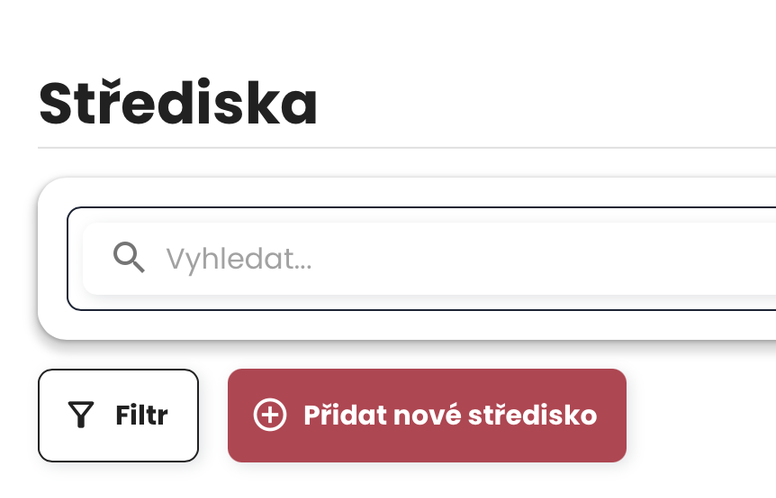 Střediska
Vyhledat...
Filtr
Přidat nové středisko